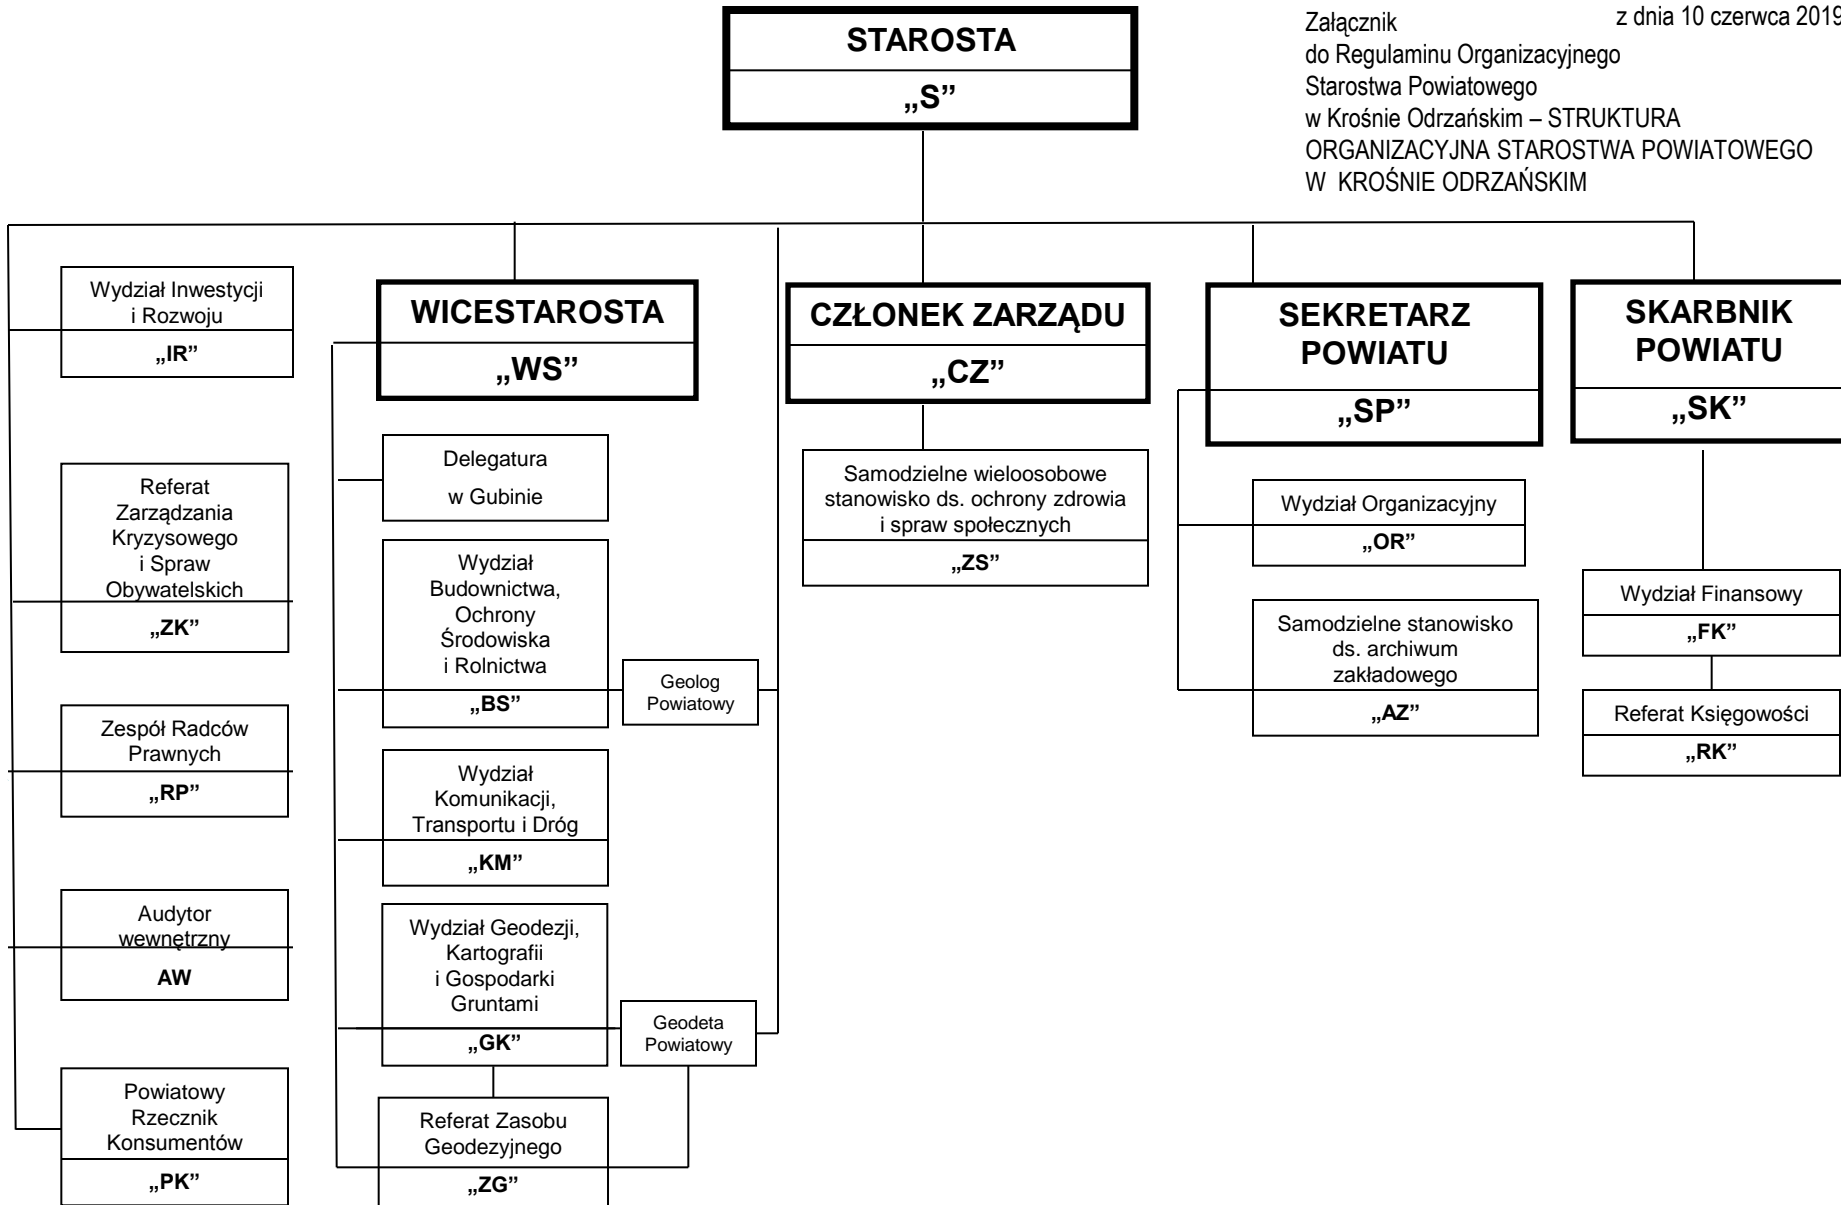 STAROSTA
„S”
z dnia 10 czerwca 2019
Załącznik
do Regulaminu Organizacyjnego
Starostwa Powiatowego
w Krośnie Odrzańskim – STRUKTURA
ORGANIZACYJNA STAROSTWA POWIATOWEGO
W KROŚNIE ODRZAŃSKIM
Wydział Inwestycji
i Rozwoju
„IR”
Referat
Zarządzania
Kryzysowego
i Spraw
Obywatelskich
„ZK”
Zespół Radców
Prawnych
„RP”
Audytor
wewnętrzny
AW
Powiatowy
Rzecznik
Konsumentów
„PK”
WICESTAROSTA
„WS”
Delegatura
w Gubinie
Wydział
Budownictwa,
Ochrony
Środowiska
i Rolnictwa
„BS”
Geolog
Powiatowy
Wydział
Komunikacji,
Transportu i Dróg
„KM”
Wydział Geodezji,
Kartografii
i Gospodarki
Gruntami
„GK”
Geodeta
Powiatowy
Referat Zasobu
Geodezyjnego
„ZG”
CZŁONEK ZARZĄDU
„CZ”
Samodzielne wieloosobowe
stanowisko ds. ochrony zdrowia
i spraw społecznych
„ZS”
SEKRETARZ
POWIATU
„SP”
Wydział Organizacyjny
„OR”
Samodzielne stanowisko
ds. archiwum
zakładowego
„AZ”
SKARBNIK
POWIATU
„SK”
Wydział Finansowy
„FK”
Referat Księgowości
„RK”